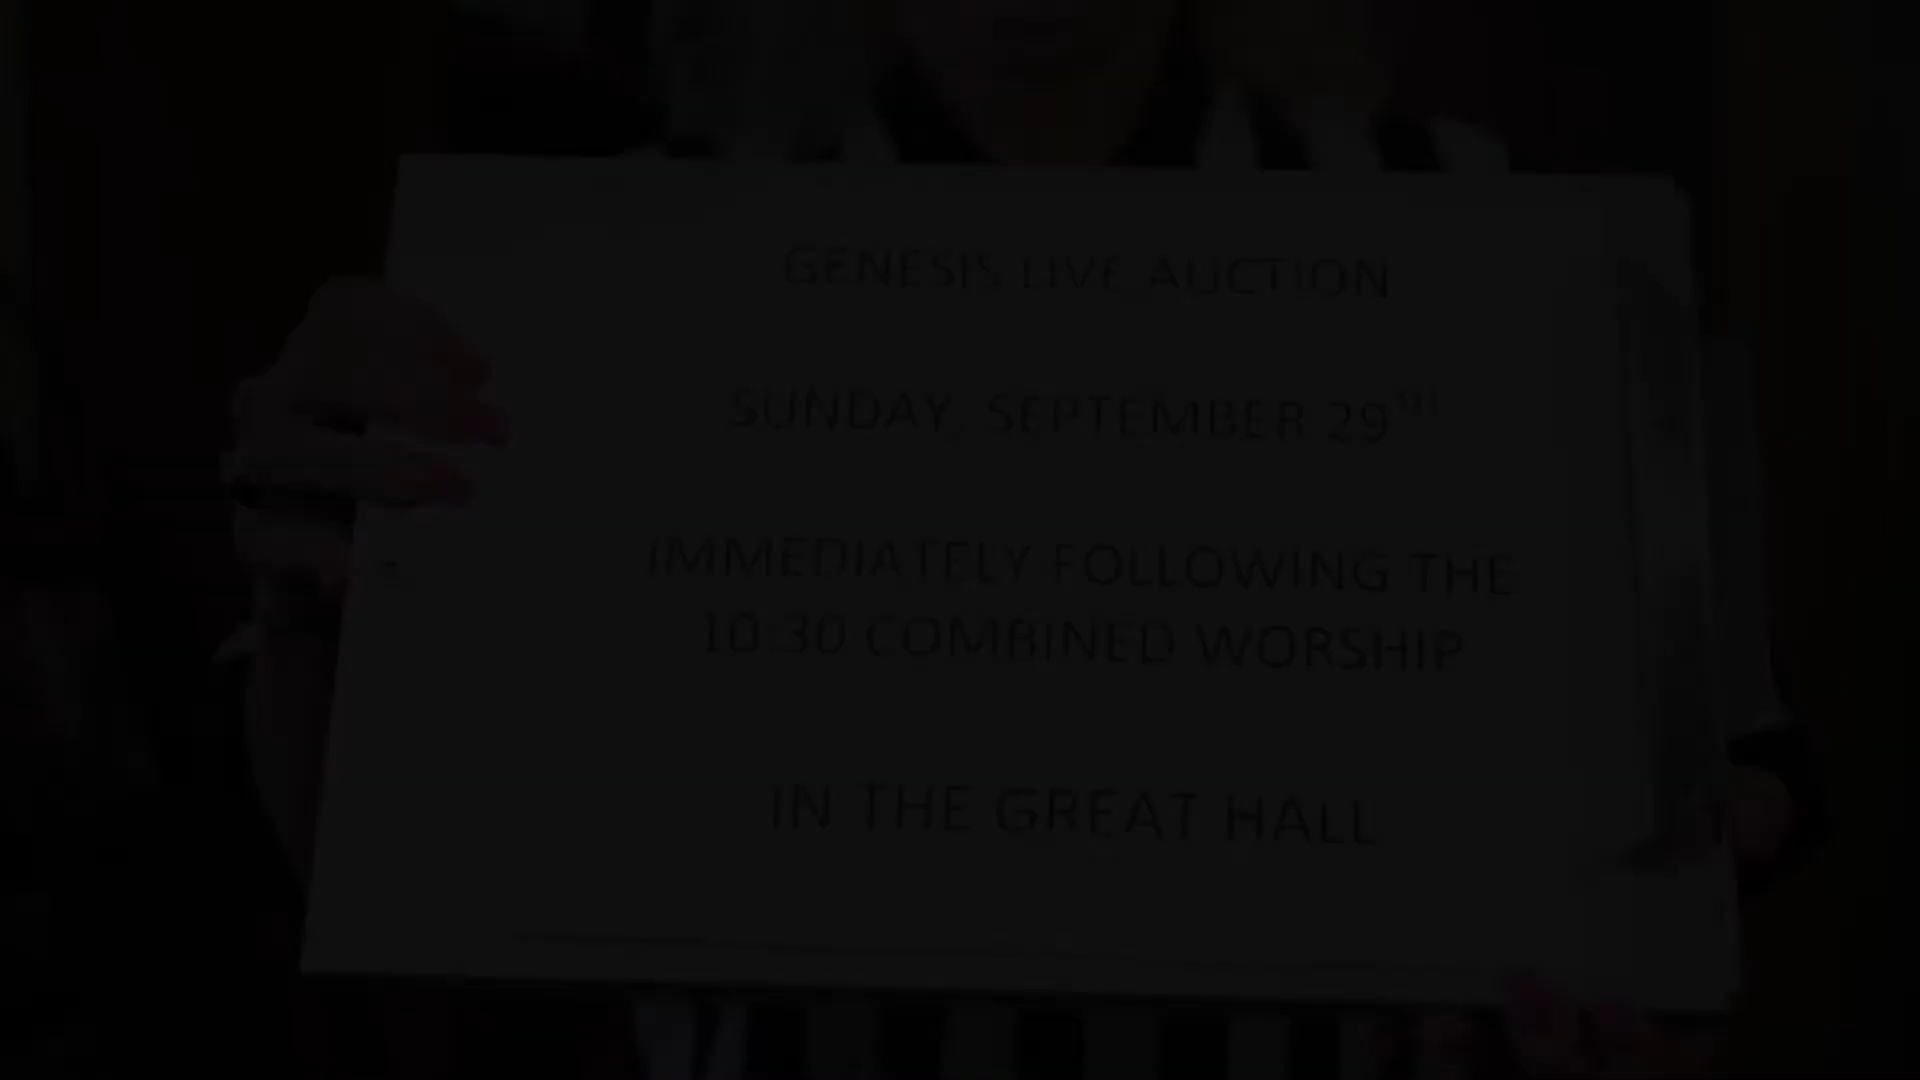 GENESIS LIVE AUCTION
SUNDAY, SEPTEMBER 29TH
IMMEDIATELY FOLLOWING THE
10:30 COMBINED WORSHIP
IN THE GREAT HALL